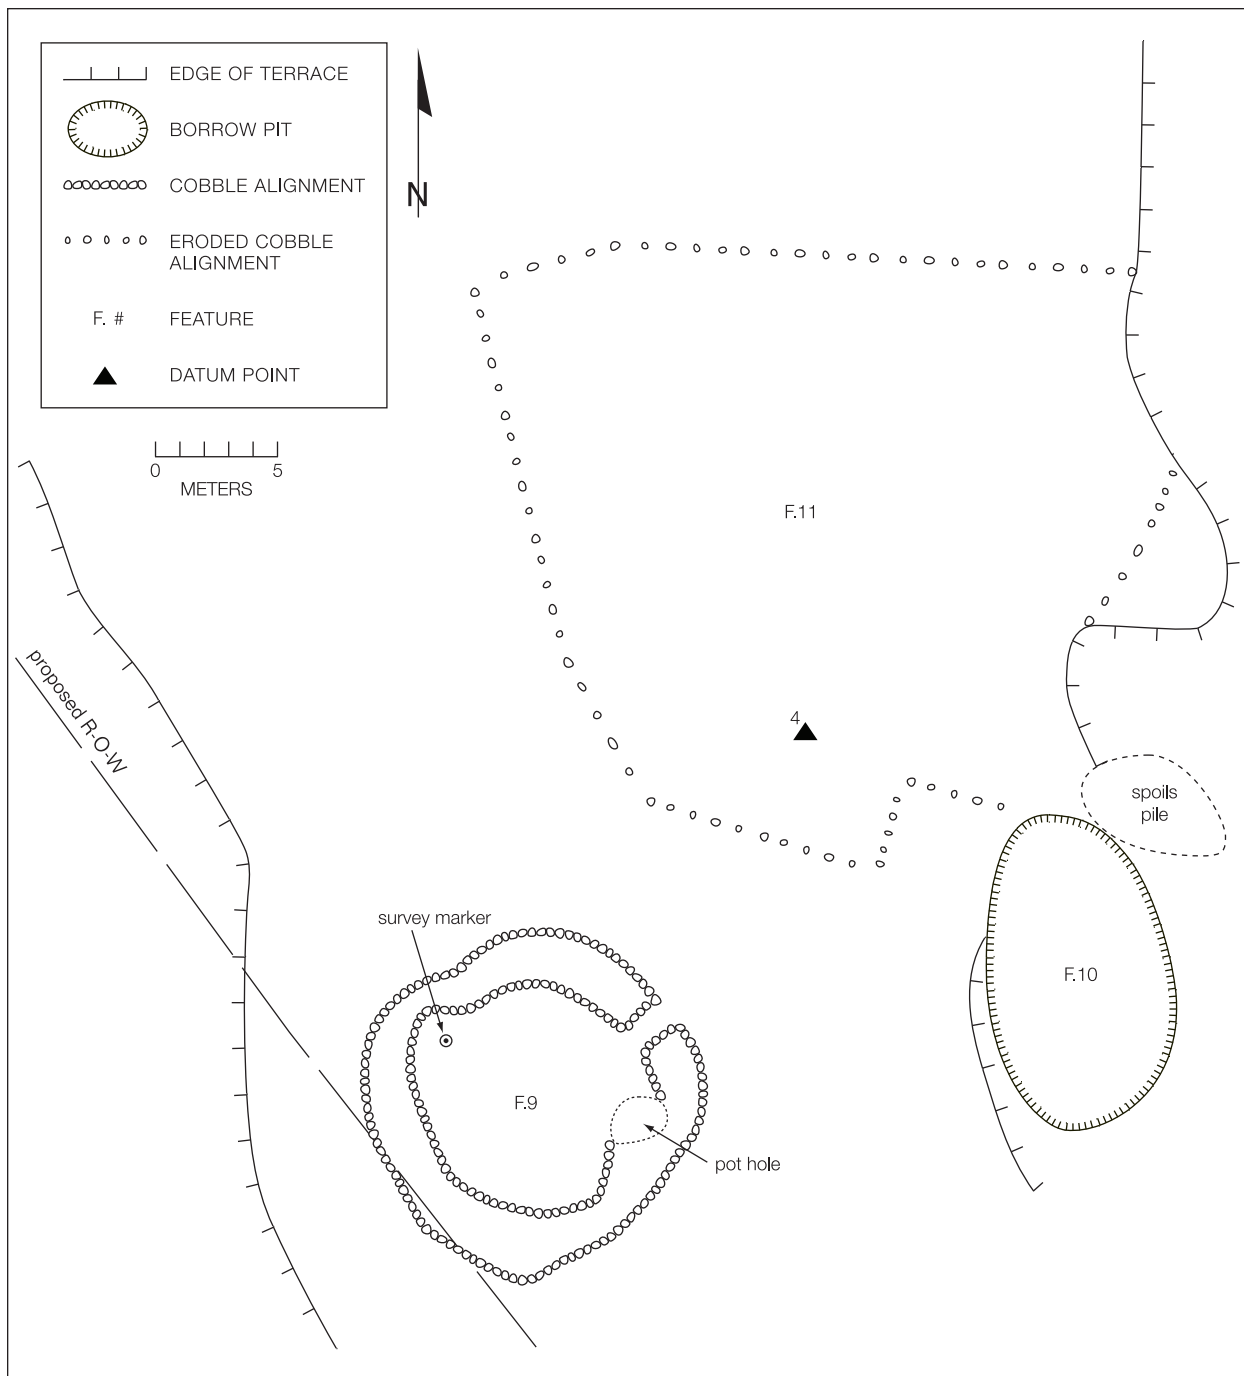 EDGE OF TERRACE
BORROW PIT
COBBLE ALIGNMENT
ERODED COBBLE
ALIGNMENT
F. #
FEATURE
DATUM POINT
N
0
5
METERS
F.11
proposed R-O-W
4
spoils
pile
survey marker
F.10
F.9
pot hole